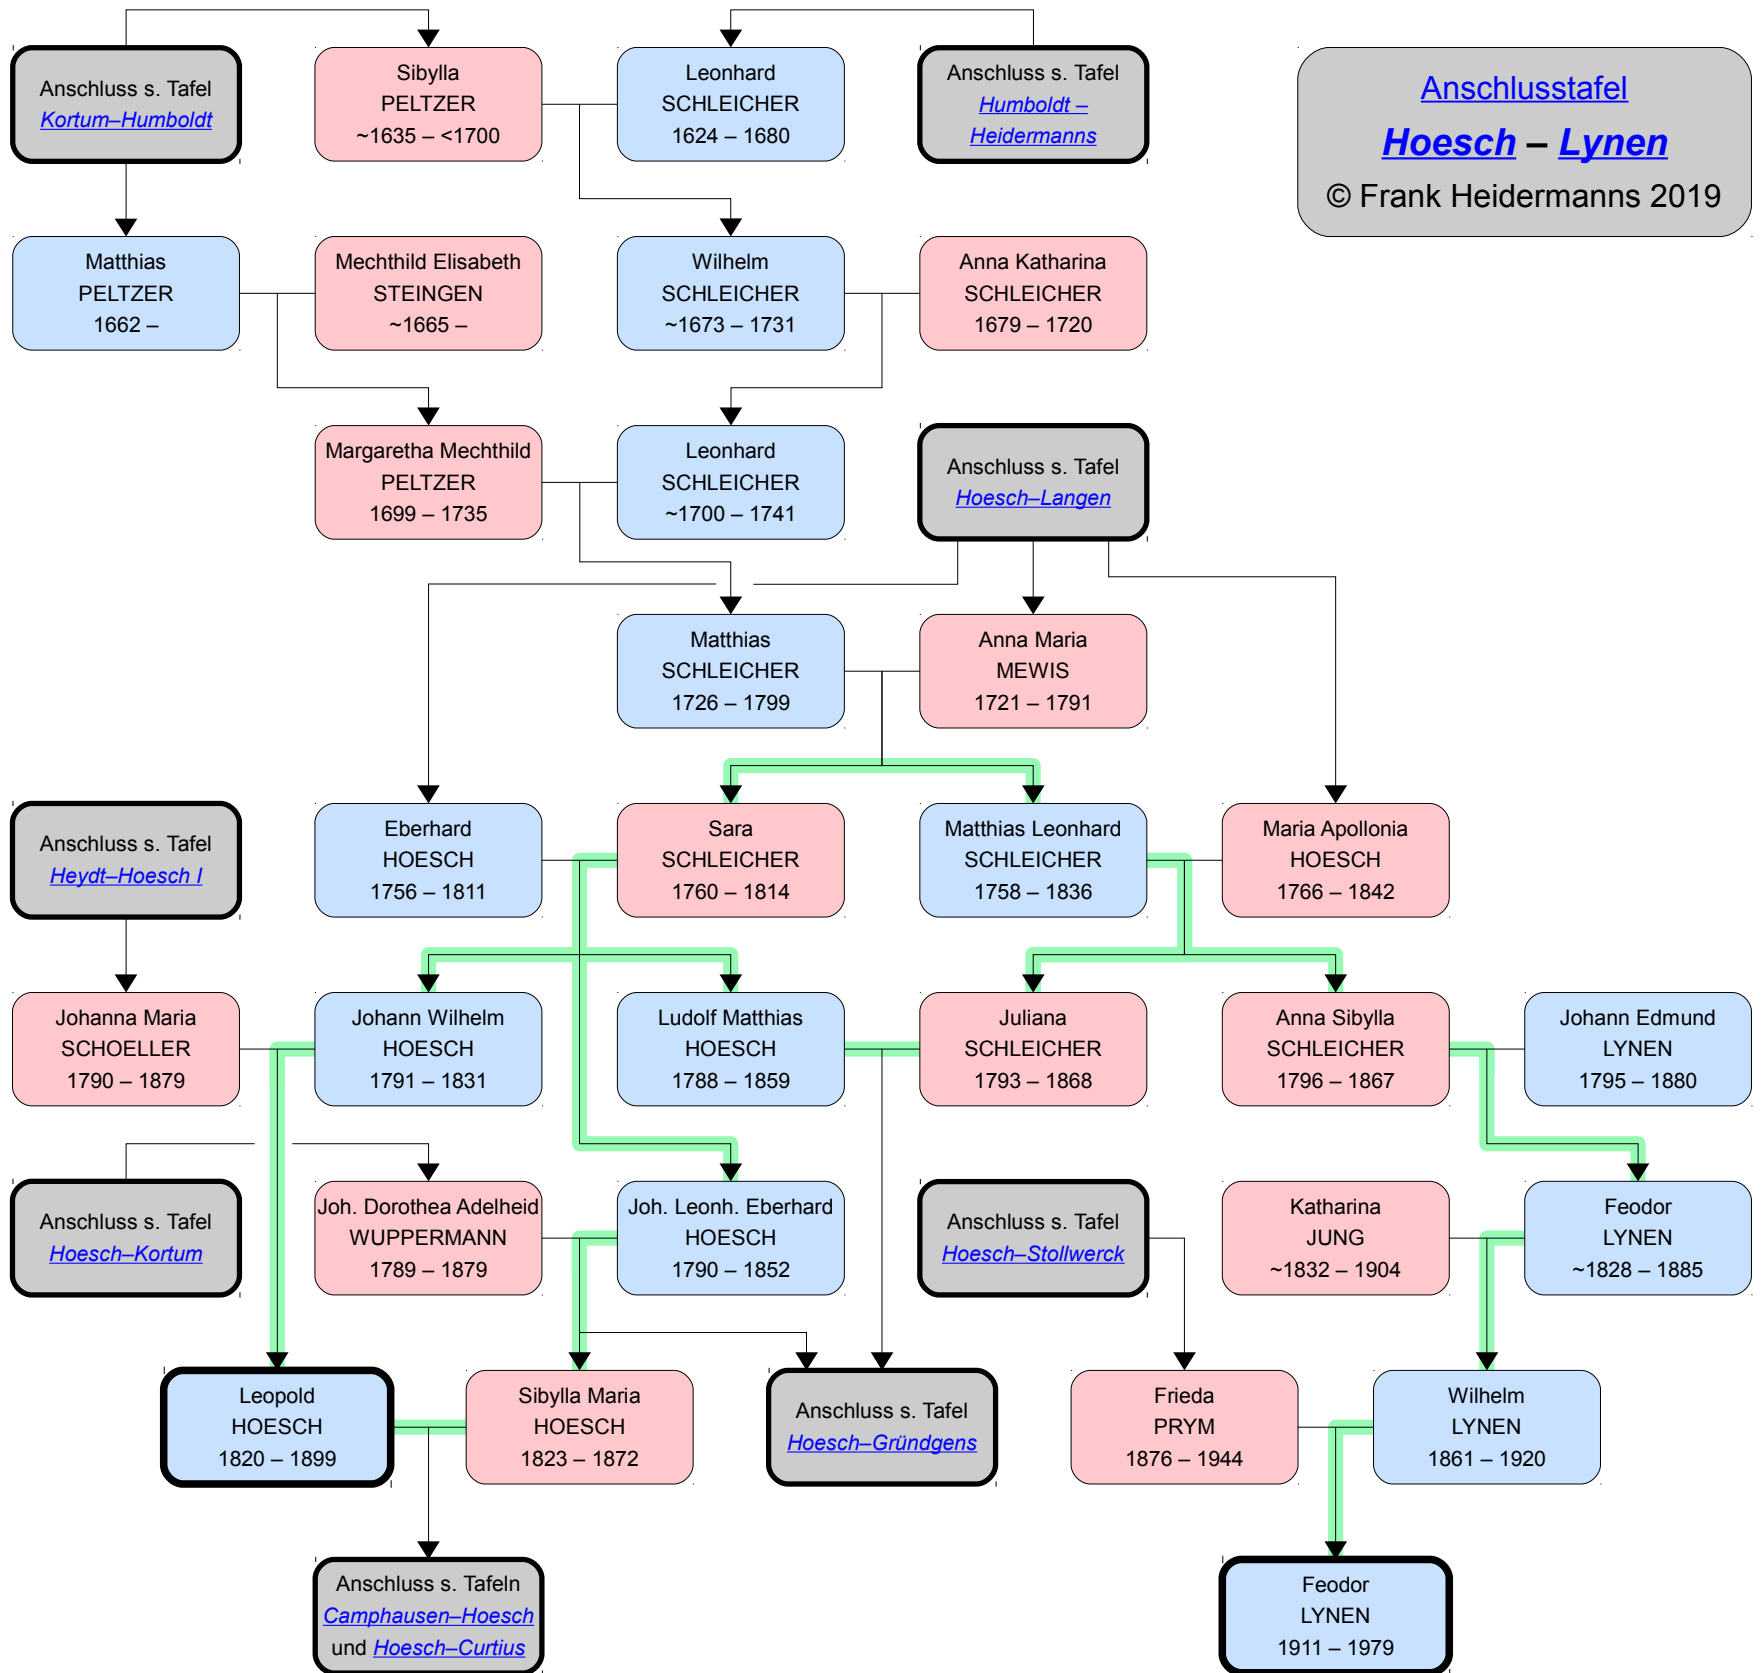 Anschluss s. Tafel
Kortum–Humboldt
Sibylla
PELTZER
~1635 – <1700
Leonhard
SCHLEICHER
1624 – 1680
Anschluss s. Tafel
Humboldt –
Heidermanns
Anschlusstafel
Hoesch – Lynen
© Frank Heidermanns 2019
Matthias
PELTZER
1662 –
Mechthild Elisabeth
STEINGEN
~1665 –
Wilhelm
SCHLEICHER
~1673 – 1731
Anna Katharina
SCHLEICHER
1679 – 1720
Margaretha Mechthild
PELTZER
1699 – 1735
Leonhard
SCHLEICHER
~1700 – 1741
Anschluss s. Tafel
Hoesch–Langen
Matthias
SCHLEICHER
1726 – 1799
Anna Maria
MEWIS
1721 – 1791
Anschluss s. Tafel
Heydt–Hoesch I
Eberhard
HOESCH
1756 – 1811
Sara
SCHLEICHER
1760 – 1814
Matthias Leonhard
SCHLEICHER
1758 – 1836
Maria Apollonia
HOESCH
1766 – 1842
Johanna Maria
SCHOELLER
1790 – 1879
Johann Wilhelm
HOESCH
1791 – 1831
Ludolf Matthias
HOESCH
1788 – 1859
Juliana
SCHLEICHER
1793 – 1868
Anna Sibylla
SCHLEICHER
1796 – 1867
Johann Edmund
LYNEN
1795 – 1880
Anschluss s. Tafel
Hoesch–Kortum
Joh. Dorothea Adelheid
WUPPERMANN
1789 – 1879
Joh. Leonh. Eberhard
HOESCH
1790 – 1852
Anschluss s. Tafel
Hoesch–Stollwerck
Katharina
JUNG
~1832 – 1904
Feodor
LYNEN
~1828 – 1885
Leopold
HOESCH
1820 – 1899
Sibylla Maria
HOESCH
1823 – 1872
Anschluss s. Tafel
Hoesch–Gründgens
Frieda
PRYM
1876 – 1944
Wilhelm
LYNEN
1861 – 1920
Anschluss s. Tafeln
Camphausen–Hoesch
und Hoesch–Curtius
Feodor
LYNEN
1911 – 1979